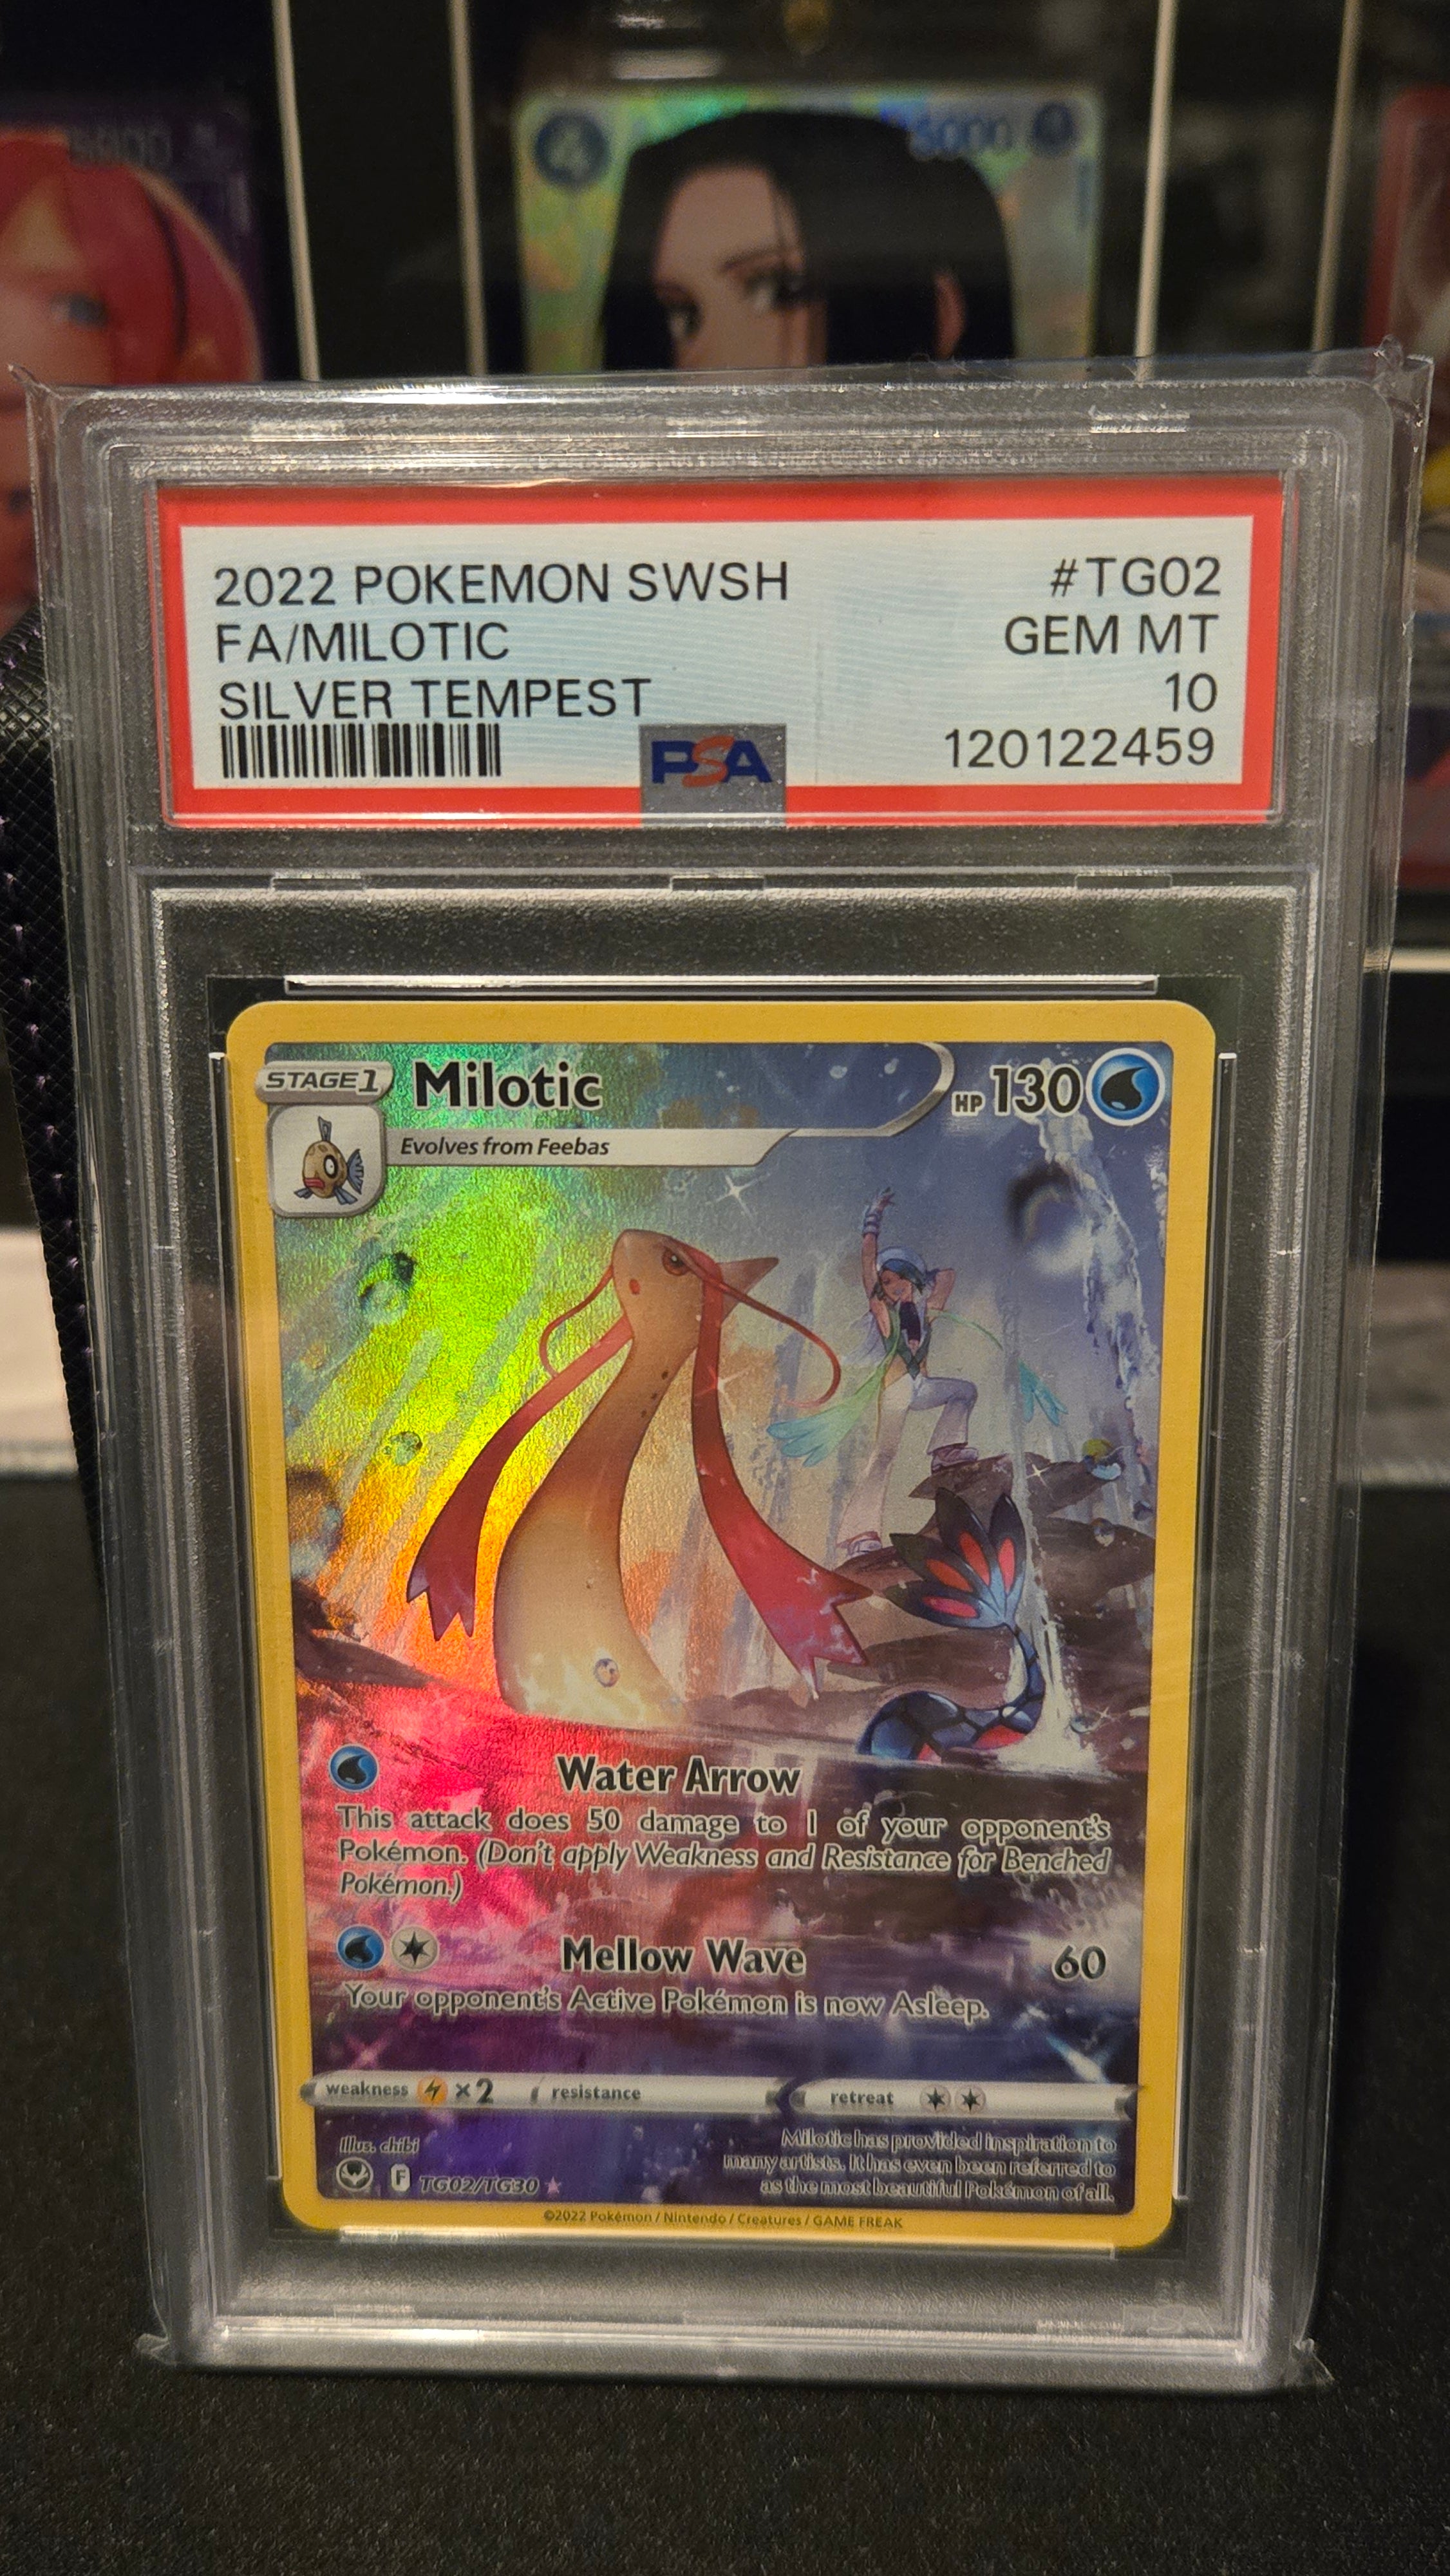 5000
2022 POKEMON SWSH #TG02
FA/MILOTIC GEM MT
SILVER TEMPEST 10
PSA 120122459
STAGE 1 Milotic HP 130
Evolves from Feebas
Water Arrow
This attack does 50 damage to 1 of your opponent's
Pokémon. (Don't apply Weakness and Resistance for Benched
Pokémon.)
Mellow Wave 60
Your opponent's Active Pokémon is now Asleep.
weakness ×2 resistance retreat
Illus. chibi
F TG02/TG30
Milotic has provided inspiration to
many artists. It has even been referred to
as the most beautiful Pokémon of all.
©2022 Pokémon / Nintendo / Creatures / GAME FREAK
PSA